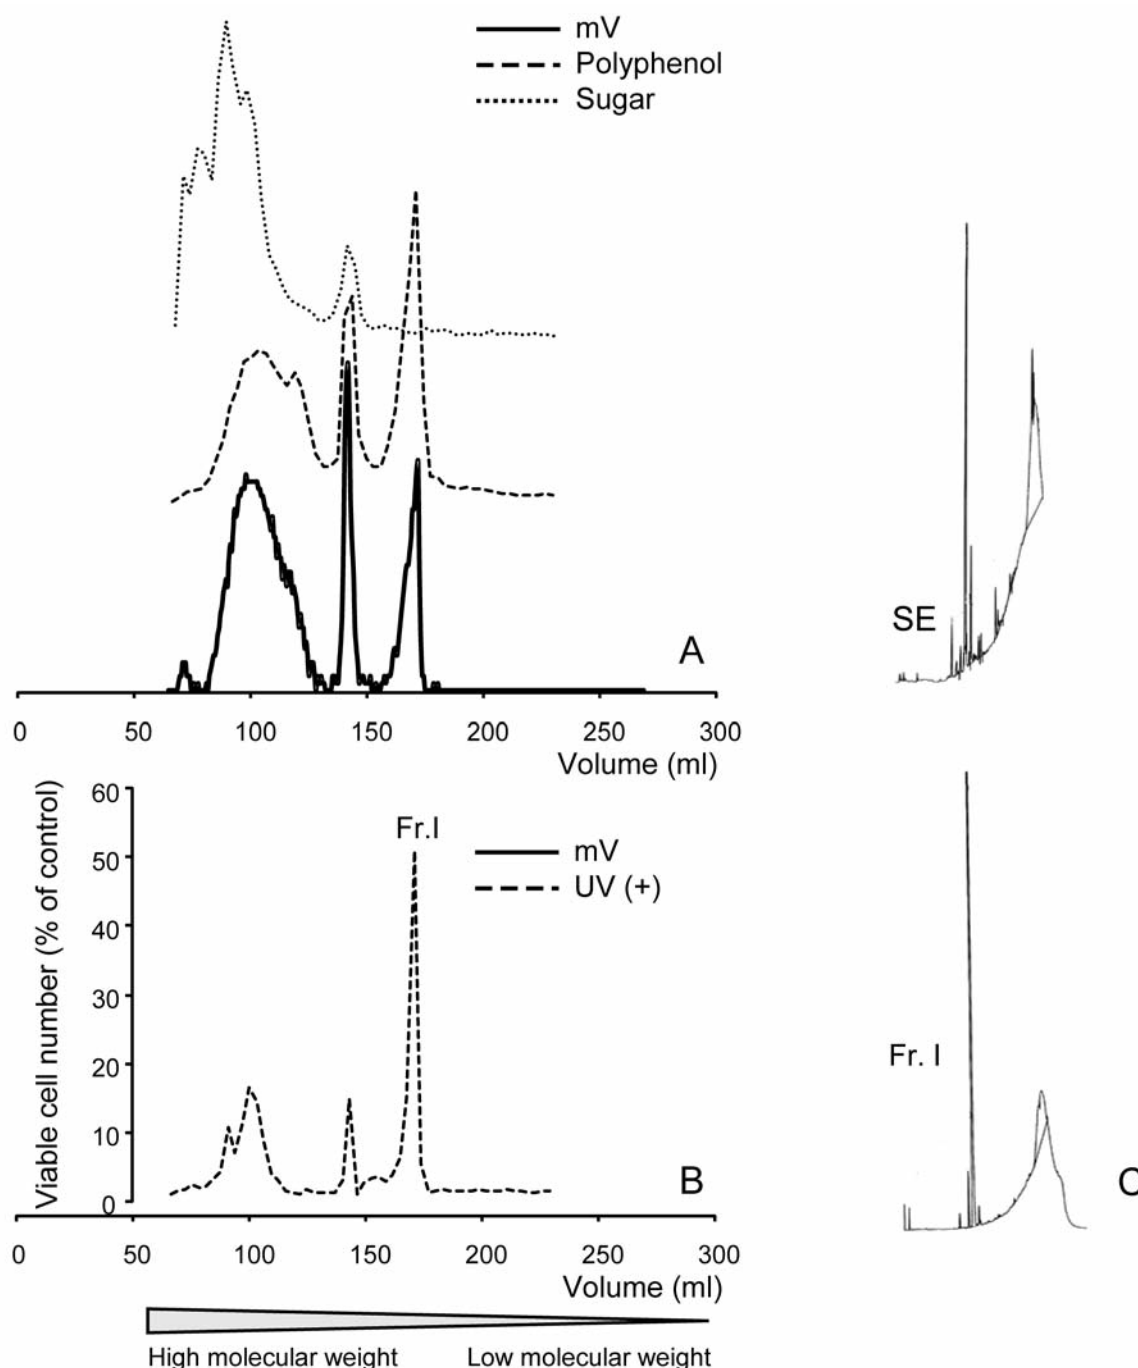 mV
Polyphenol
Sugar
A
SE
0 50 100 150 200 250 300
Volume (ml)
Viable cell number (% of control)
60
50
40
30
20
10
0
Fr.I
mV
UV (+)
B
Fr. I
C
0 50 100 150 200 250 300
Volume (ml)
High molecular weight Low molecular weight